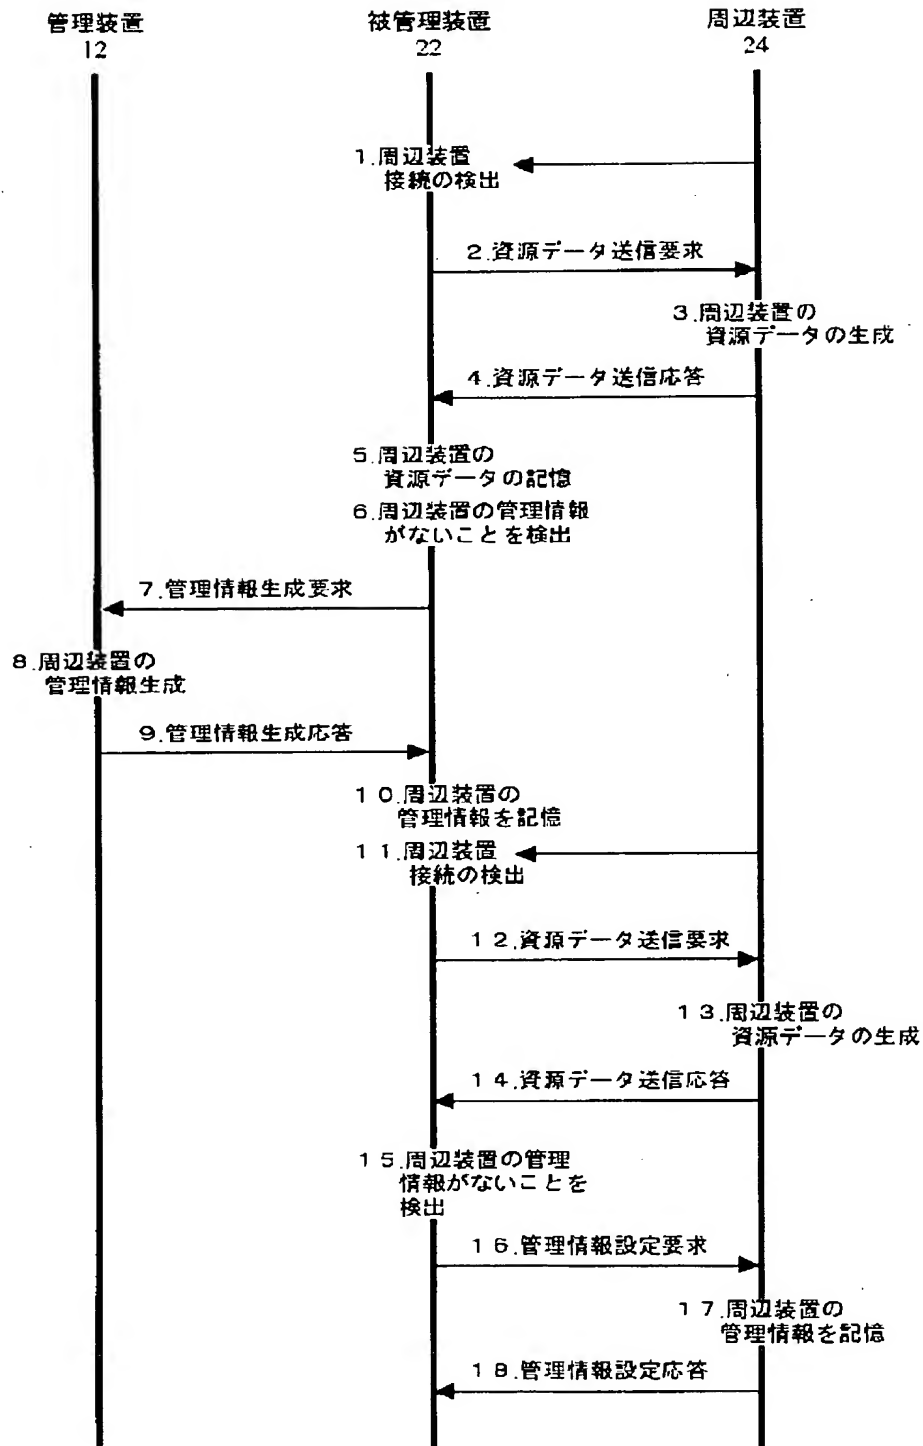 管理装置
12
被管理装置
22
周辺装置
24
1.周辺装置
接続の検出
2.資源データ送信要求
3.周辺装置の
資源データの生成
4.資源データ送信応答
5.周辺装置の
資源データの記憶
6.周辺装置の管理情報
がないことを検出
7.管理情報生成要求
8.周辺装置の
管理情報生成
9.管理情報生成応答
10.周辺装置の
管理情報を記憶
11.周辺装置
接続の検出
12.資源データ送信要求
13.周辺装置の
資源データの生成
14.資源データ送信応答
15.周辺装置の管理
情報がないことを
検出
16.管理情報設定要求
17.周辺装置の
管理情報を記憶
18.管理情報設定応答